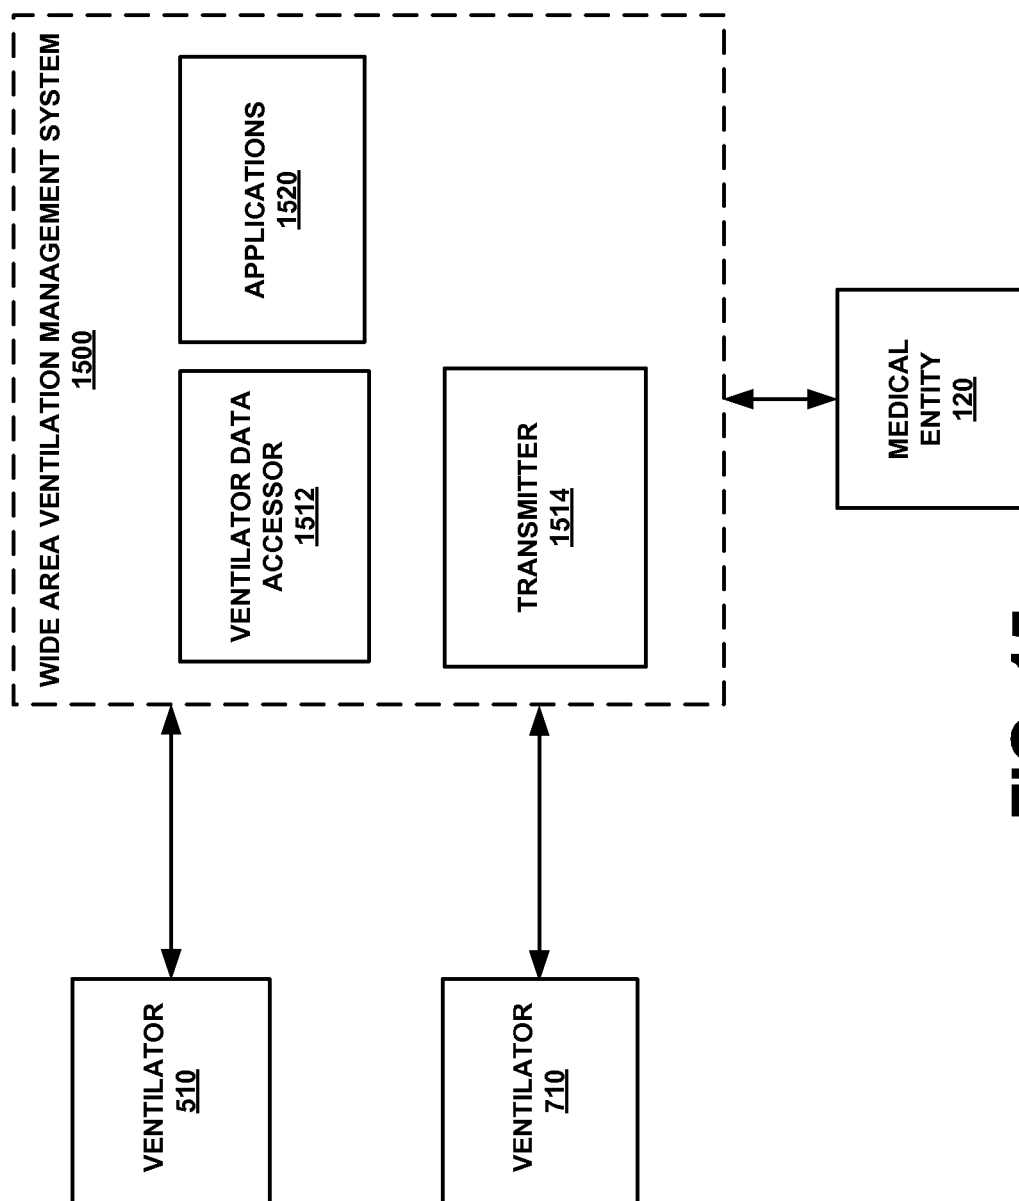 WIDE AREA VENTILATION MANAGEMENT SYSTEM
1500
VENTILATOR
510
VENTILATOR DATA
ACCESSOR
1512
APPLICATIONS
1520
VENTILATOR
710
TRANSMITTER
1514
MEDICAL
ENTITY
120